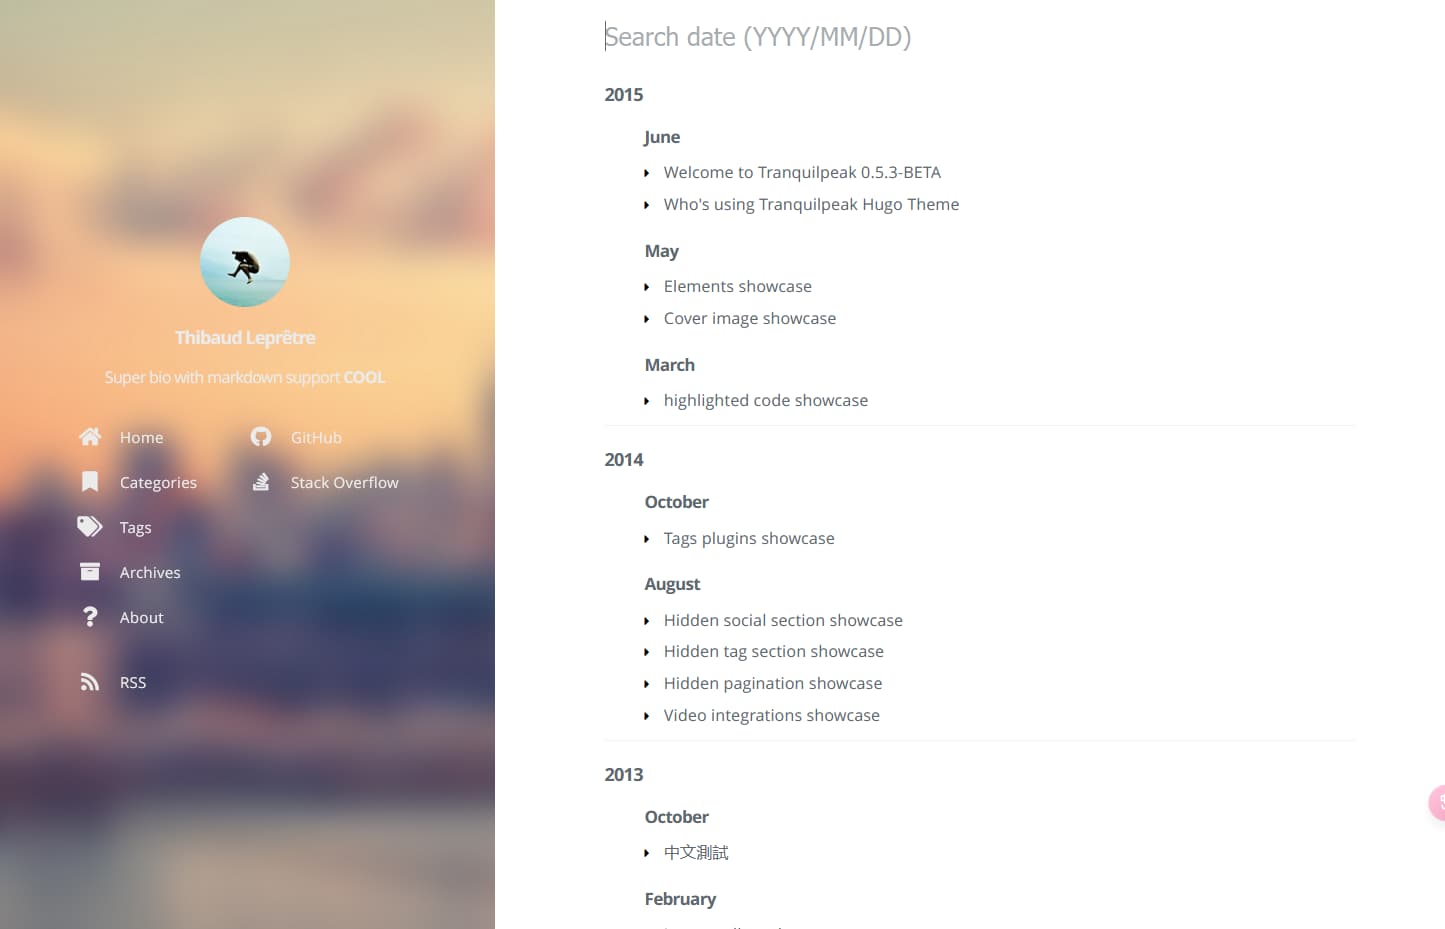 Thibaud Leprêtre
Super bio with markdown support COOL
Home
Categories
Tags
Archives
About
RSS
GitHub
Stack Overflow
Search date (YYYY/MM/DD)
2015
June
Welcome to Tranquilpeak 0.5.3-BETA
Who's using Tranquilpeak Hugo Theme
May
Elements showcase
Cover image showcase
March
highlighted code showcase
2014
October
Tags plugins showcase
August
Hidden social section showcase
Hidden tag section showcase
Hidden pagination showcase
Video integrations showcase
2013
October
中文測試
February